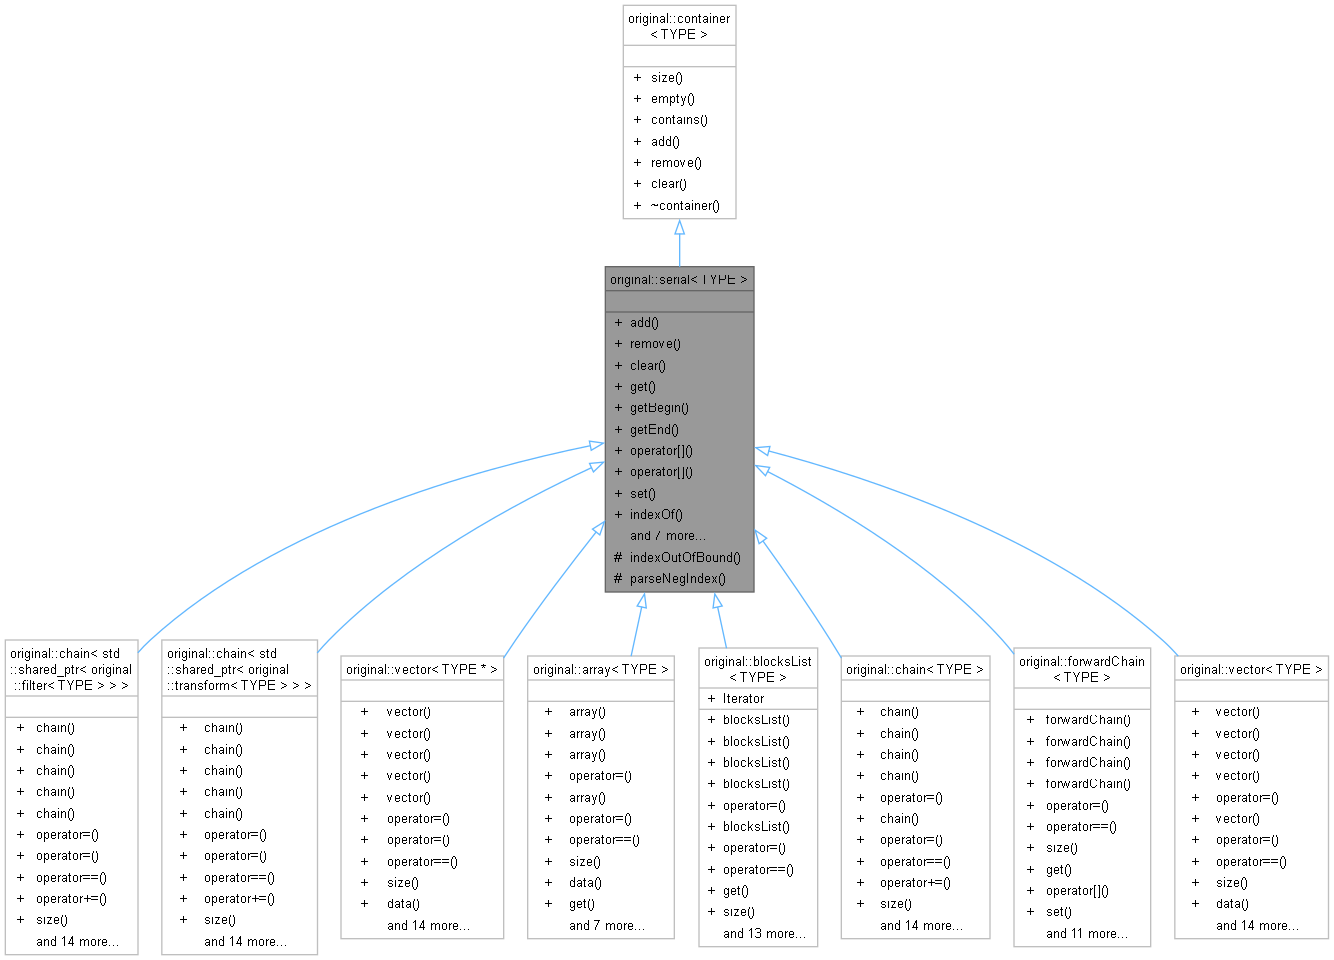 original::container
< TYPE >
+ size()
+ empty()
+ contains()
+ add()
+ remove()
+ clear()
+ ~container()
original::serial< TYPE >
+ add()
+ remove()
+ clear()
+ get()
+ getBegin()
+ getEnd()
+ operator[]()
+ operator[]()
+ set()
+ indexOf()
and 7 more...
# indexOutOfBound()
# parseNegIndex()
original::chain< std
::shared_ptr< original
::filter< TYPE > > >
+ chain()
+ chain()
+ chain()
+ chain()
+ chain()
+ operator=()
+ operator=()
+ operator==()
+ operator+=()
+ size()
and 14 more...
original::chain< std
::shared_ptr< original
::transform< TYPE > > >
+ chain()
+ chain()
+ chain()
+ chain()
+ chain()
+ operator=()
+ operator=()
+ operator==()
+ operator+=()
+ size()
and 14 more...
original::vector< TYPE * >
+ vector()
+ vector()
+ vector()
+ vector()
+ vector()
+ operator=()
+ operator=()
+ operator==()
+ size()
+ data()
and 14 more...
original::array< TYPE >
+ array()
+ array()
+ array()
+ operator=()
+ array()
+ operator=()
+ operator==()
+ size()
+ data()
+ get()
and 7 more...
original::blocksList
< TYPE >
+ Iterator
+ blocksList()
+ blocksList()
+ blocksList()
+ blocksList()
+ operator=()
+ blocksList()
+ operator=()
+ operator==()
+ get()
+ size()
and 13 more...
original::chain< TYPE >
+ chain()
+ chain()
+ chain()
+ chain()
+ operator=()
+ chain()
+ operator=()
+ operator==()
+ operator+=()
+ size()
and 14 more...
original::forwardChain
< TYPE >
+ forwardChain()
+ forwardChain()
+ forwardChain()
+ forwardChain()
+ operator=()
+ operator==()
+ size()
+ get()
+ operator[]()
+ set()
and 11 more...
original::vector< TYPE >
+ vector()
+ vector()
+ vector()
+ vector()
+ operator=()
+ vector()
+ operator=()
+ operator==()
+ size()
+ data()
and 14 more...